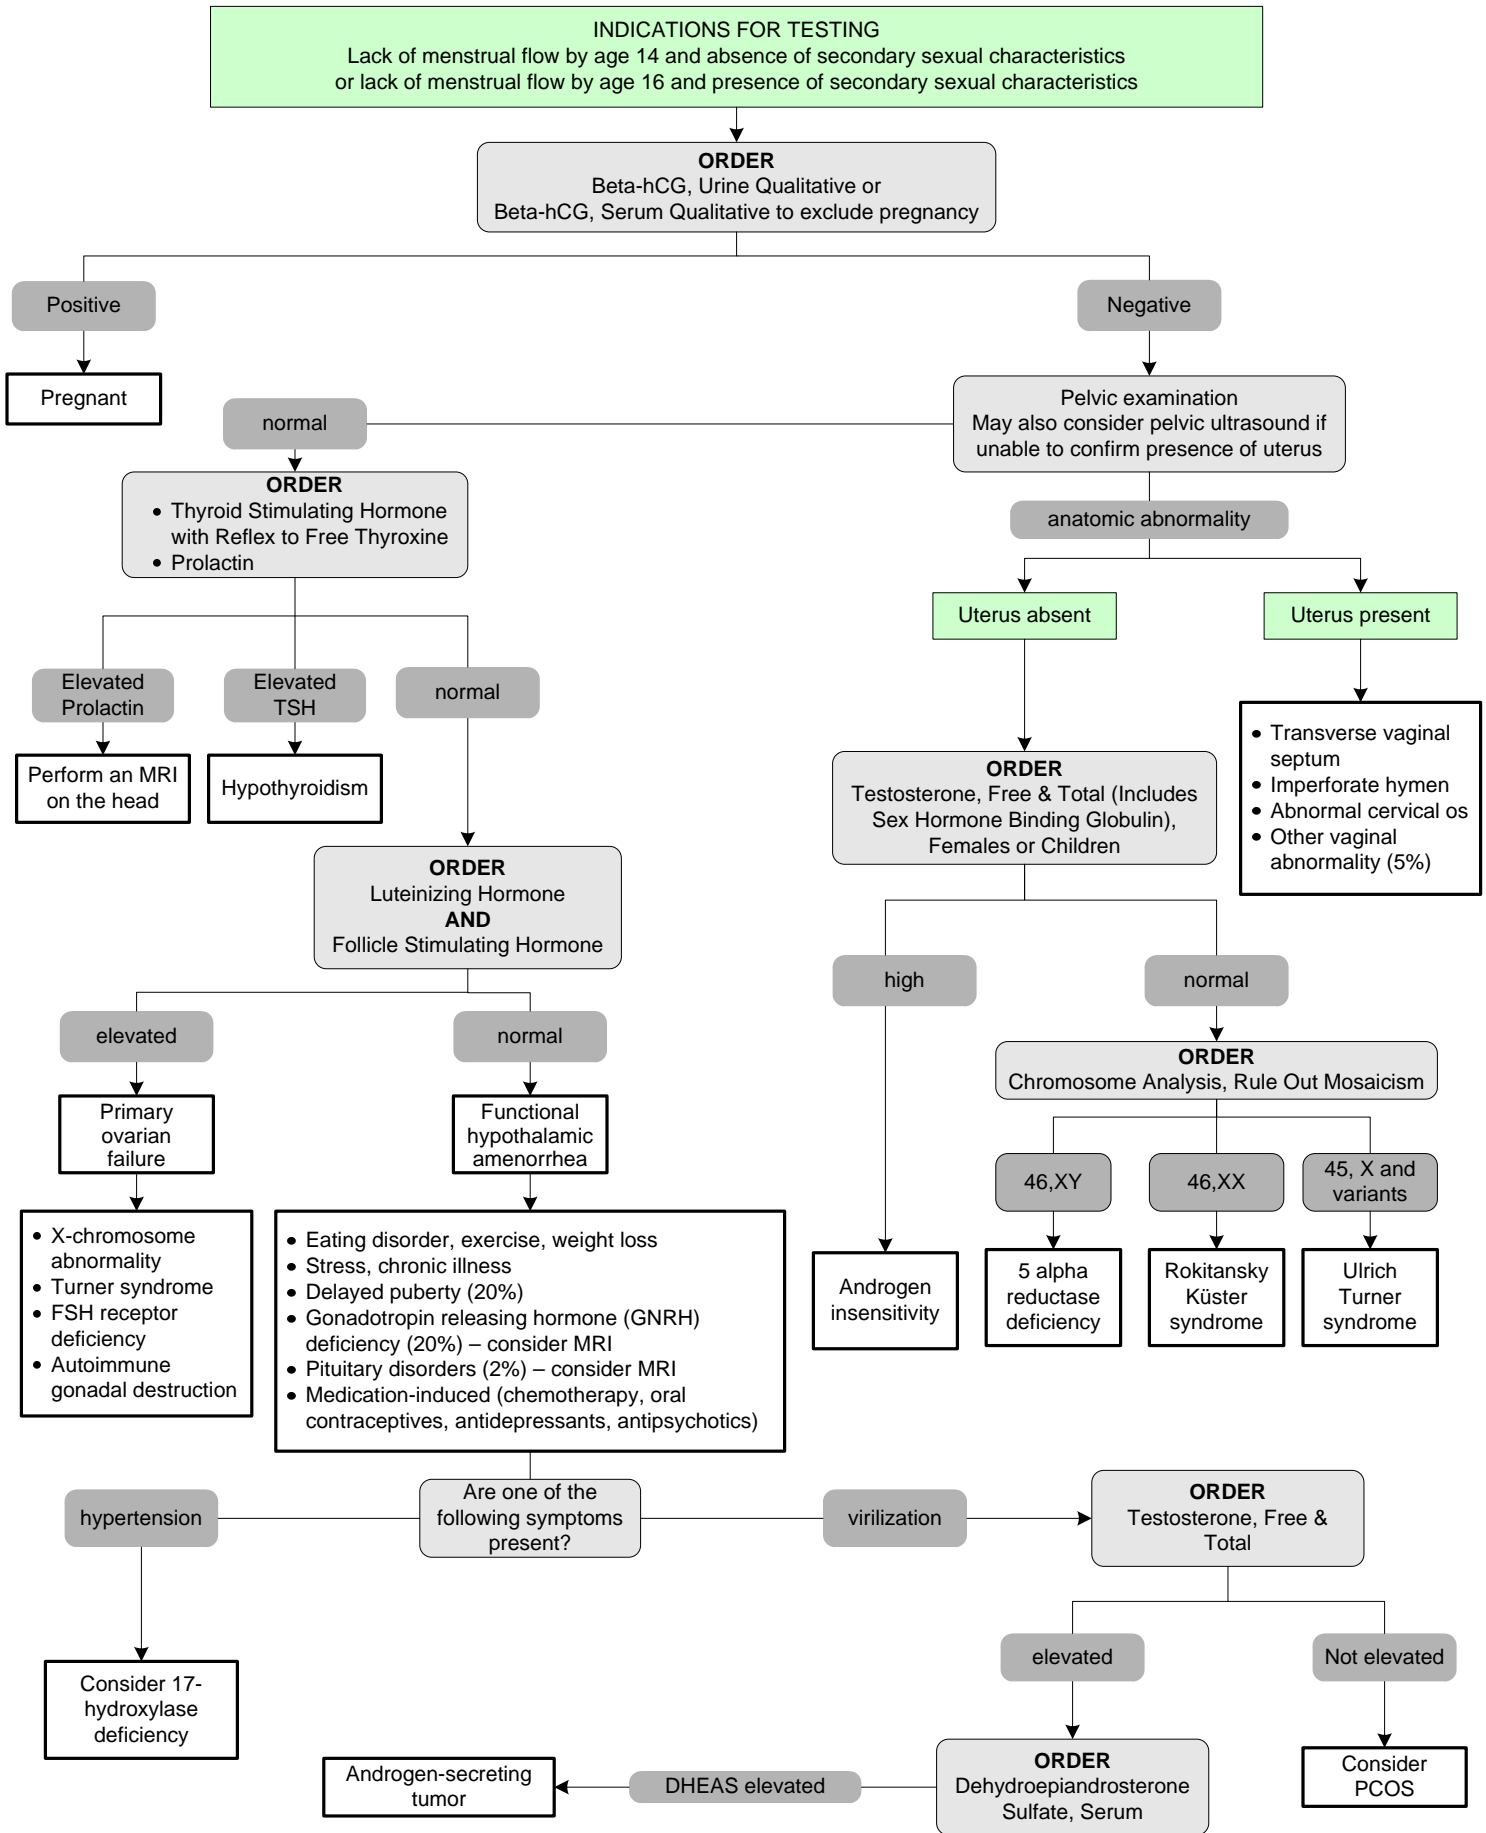 INDICATIONS FOR TESTING
Lack of menstrual flow by age 14 and absence of secondary sexual characteristics
or lack of menstrual flow by age 16 and presence of secondary sexual characteristics
ORDER
Beta-hCG, Urine Qualitative or
Beta-hCG, Serum Qualitative to exclude pregnancy
Positive
Negative
Pregnant
Pelvic examination
May also consider pelvic ultrasound if
unable to confirm presence of uterus
normal
ORDER
• Thyroid Stimulating Hormone
with Reflex to Free Thyroxine
• Prolactin
anatomic abnormality
Uterus absent
Uterus present
Elevated
Prolactin
Elevated
TSH
normal
Perform an MRI
on the head
Hypothyroidism
• Transverse vaginal
septum
• Imperforate hymen
• Abnormal cervical os
• Other vaginal
abnormality (5%)
ORDER
Testosterone, Free & Total (Includes
Sex Hormone Binding Globulin),
Females or Children
ORDER
Luteinizing Hormone
AND
Follicle Stimulating Hormone
high
normal
elevated
normal
ORDER
Chromosome Analysis, Rule Out Mosaicism
Primary
ovarian
failure
Functional
hypothalamic
amenorrhea
46,XY
46,XX
45, X and
variants
• X-chromosome
abnormality
• Turner syndrome
• FSH receptor
deficiency
• Autoimmune
gonadal destruction
• Eating disorder, exercise, weight loss
• Stress, chronic illness
• Delayed puberty (20%)
• Gonadotropin releasing hormone (GNRH)
deficiency (20%) – consider MRI
• Pituitary disorders (2%) – consider MRI
• Medication-induced (chemotherapy, oral
contraceptives, antidepressants, antipsychotics)
Androgen
insensitivity
5 alpha
reductase
deficiency
Rokitansky
Küster
syndrome
Ulrich
Turner
syndrome
hypertension
Are one of the
following symptoms
present?
virilization
ORDER
Testosterone, Free &
Total
Consider 17-
hydroxylase
deficiency
elevated
Not elevated
Androgen-secreting
tumor
DHEAS elevated
ORDER
Dehydroepiandrosterone
Sulfate, Serum
Consider
PCOS